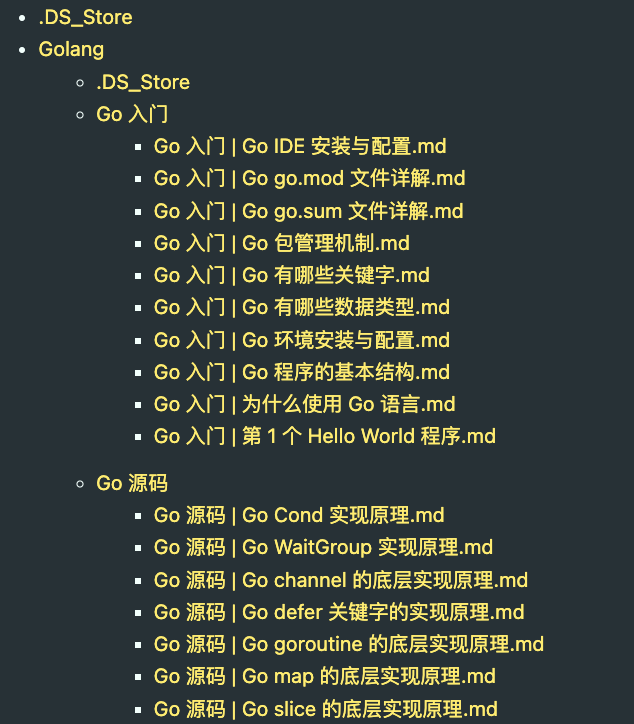 .DS_Store
Golang
.DS_Store
Go 入门
Go 入门 | Go IDE 安装与配置.md
Go 入门 | Go go.mod 文件详解.md
Go 入门 | Go go.sum 文件详解.md
Go 入门 | Go 包管理机制.md
Go 入门 | Go 有哪些关键字.md
Go 入门 | Go 有哪些数据类型.md
Go 入门 | Go 环境安装与配置.md
Go 入门 | Go 程序的基本结构.md
Go 入门 | 为什么使用 Go 语言.md
Go 入门 | 第 1 个 Hello World 程序.md
Go 源码
Go 源码 | Go Cond 实现原理.md
Go 源码 | Go WaitGroup 实现原理.md
Go 源码 | Go channel 的底层实现原理.md
Go 源码 | Go defer 关键字的实现原理.md
Go 源码 | Go goroutine 的底层实现原理.md
Go 源码 | Go map 的底层实现原理.md
Go 源码 | Go slice 的底层实现原理.md